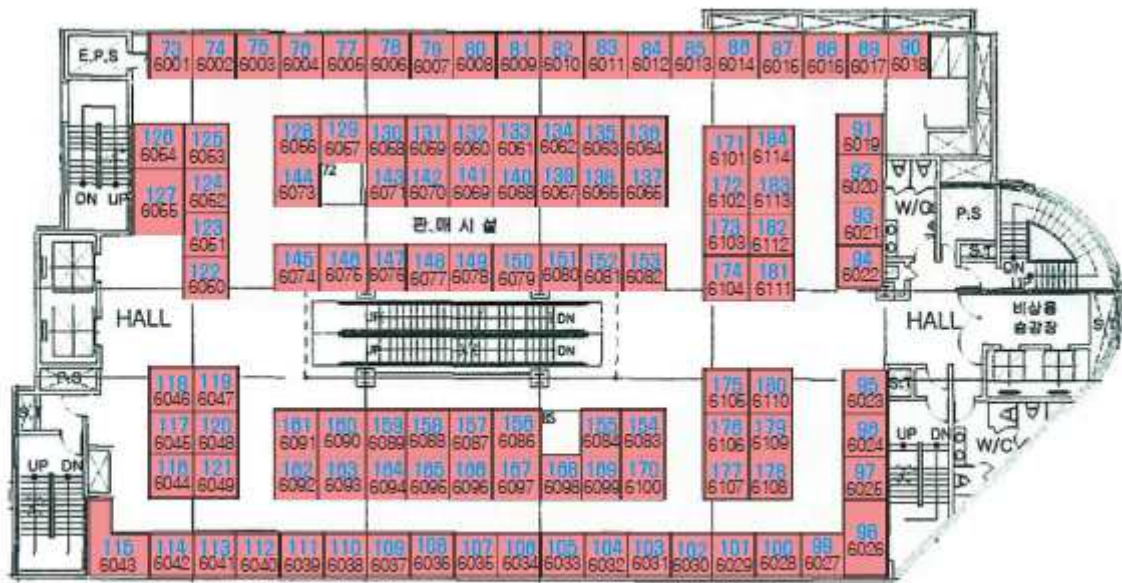 73 74 75 76 77 78 79 80 81 82 83 84 85 86 87 88 89 90
E.P.S 6001 6002 6003 6004 6005 6006 6007 6008 6009 6010 6011 6012 6013 6014 6015 6016 6017 6018
126 125 128 129 130 131 132 133 134 135 136 171 184 91
6054 6053 6056 6057 6058 6059 6060 6061 6062 6063 6064 6101 6114 6019
127 124 144 72 143 142 141 140 139 138 137 172 183 92
6055 6052 6073 6071 6070 6069 6068 6067 6066 6065 6102 6113 6020
DN UP W/C P.S
123 판.매 시 설 173 182 93
6051 6103 6112 6021
S.T
122 145 146 147 148 149 150 151 152 153 174 181 94
6050 6074 6075 6076 6077 6078 6079 6080 6081 6082 6104 6111 6022
DN
UP
HALL UP DN HALL 비상용
승강장
UP DN
P.S
118 119 175 180 S.T 95
6046 6047 6105 6110 6023
117 120 161 160 159 158 157 156 155 154 176 179 96
6045 6048 6091 6090 6089 6088 6087 6086 6084 6083 6106 6109 6024
UP DN W/C
116 121 162 163 164 165 166 167 168 169 170 177 178 97
UP DN 6044 6049 6092 6093 6094 6095 6096 6097 6098 6099 6100 6107 6108 6025
115 114 113 112 111 110 109 108 107 106 105 104 103 102 101 100 99 98
6043 6042 6041 6040 6039 6038 6037 6036 6035 6034 6033 6032 6031 6030 6029 6028 6027 6026